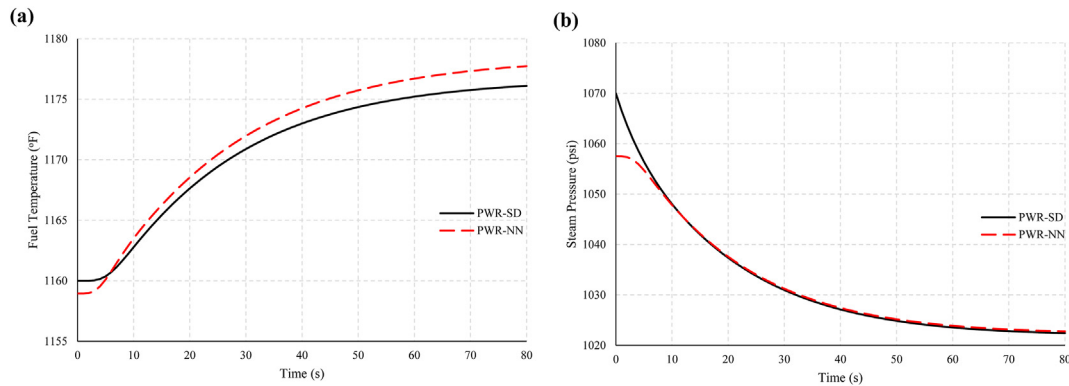 (a)
1180
1175
1170
1165
1160
1155
Fuel Temperature (°F)
PWR-SD
PWR-NN
0 10 20 30 40 50 60 70 80
Time (s)
(b)
1080
1070
1060
1050
1040
1030
1020
Steam Pressure (psi)
PWR-SD
PWR-NN
0 10 20 30 40 50 60 70 80
Time (s)